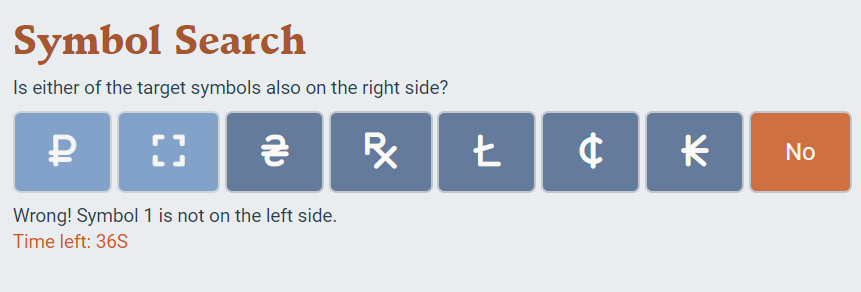 Symbol Search
Is either of the target symbols also on the right side?
₽ ⛶ ₴ ℞ Ł ₵ ₭ No
Wrong! Symbol 1 is not on the left side.
Time left: 36S